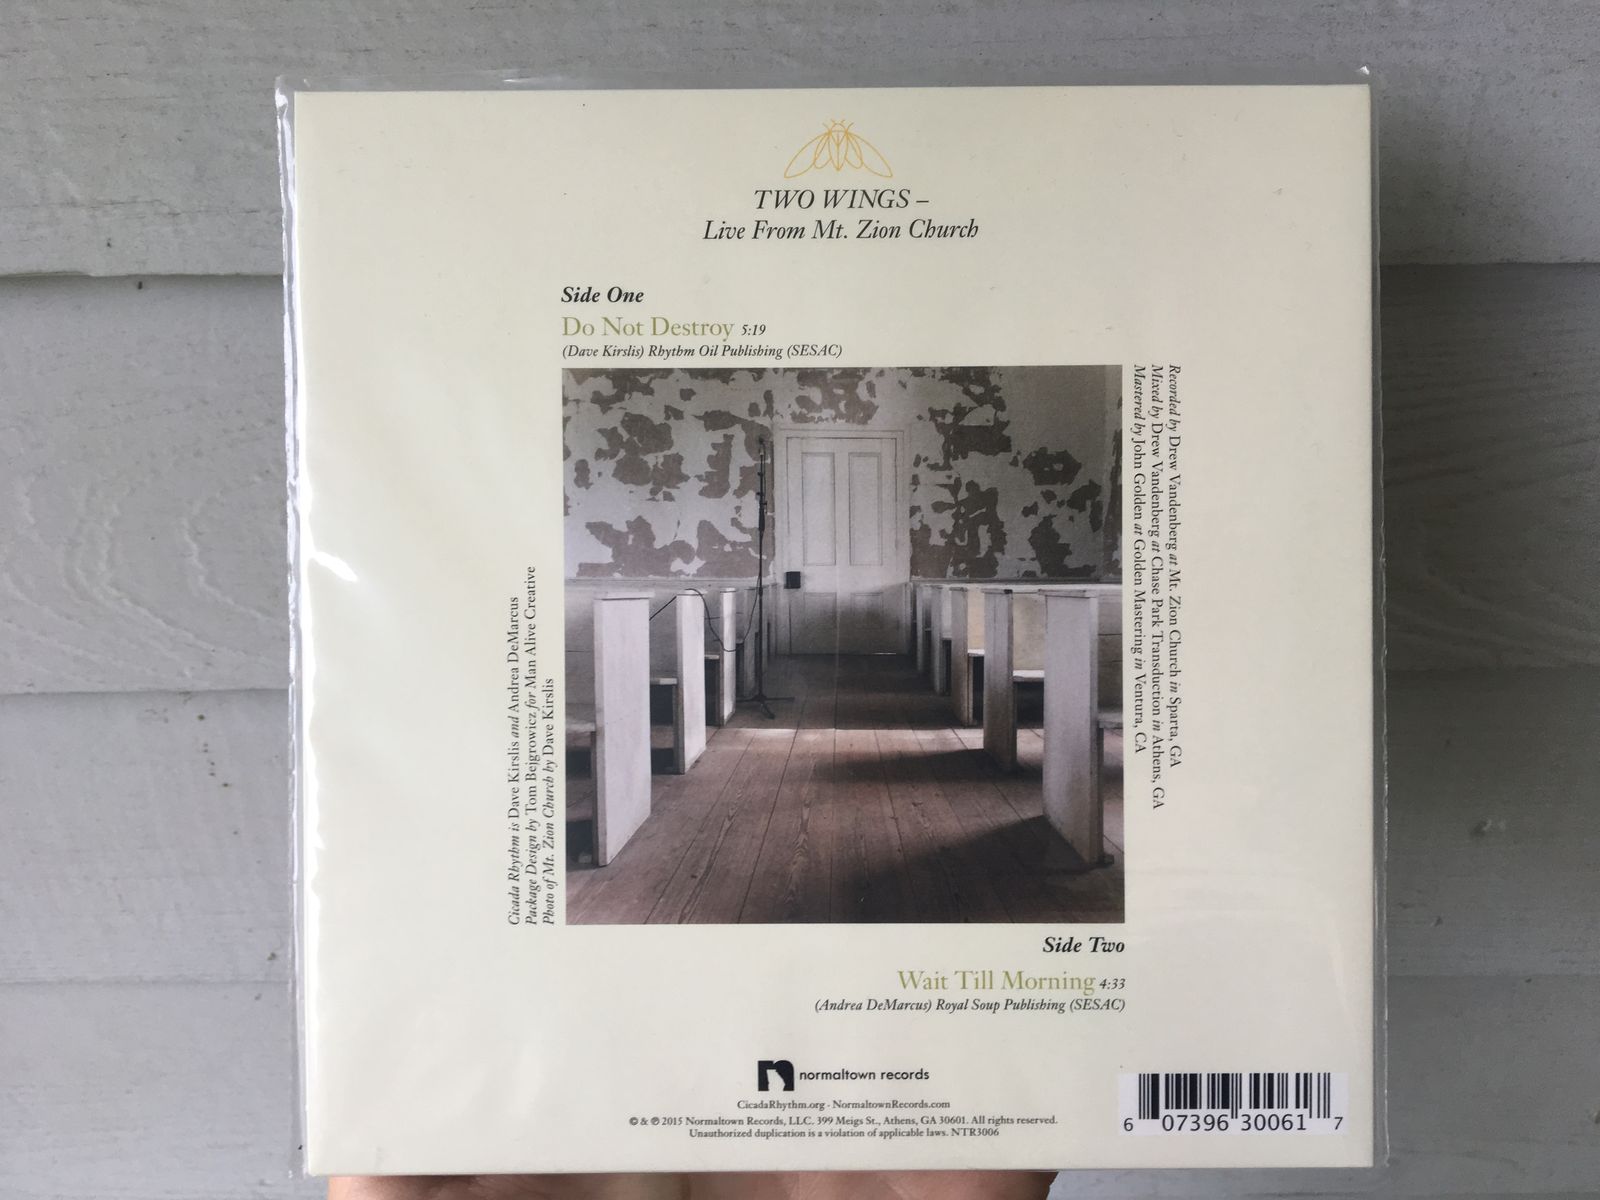 TWO WINGS –
Live From Mt. Zion Church
Side One
Do Not Destroy 5:19
(Dave Kirslis) Rhythm Oil Publishing (SESAC)
Recorded by Drew Vandenberg at Mt. Zion Church in Sparta, GA
Mixed by Drew Vandenberg at Chase Park Transduction in Athens, GA
Mastered by John Golden at Golden Mastering in Ventura, CA
Cicada Rhythm is Dave Kirslis and Andrea DeMarcus
Package Design by Tom Bejgrowicz for Man Alive Creative
Photo of Mt. Zion Church by Dave Kirslis
Side Two
Wait Till Morning 4:33
(Andrea DeMarcus) Royal Soup Publishing (SESAC)
normaltown records
CicadaRhythm.org - NormaltownRecords.com
© & ℗ 2015 Normaltown Records, LLC. 399 Meigs St., Athens, GA 30601. All rights reserved.
Unauthorized duplication is a violation of applicable laws. NTR3006
6 07396 30061 7